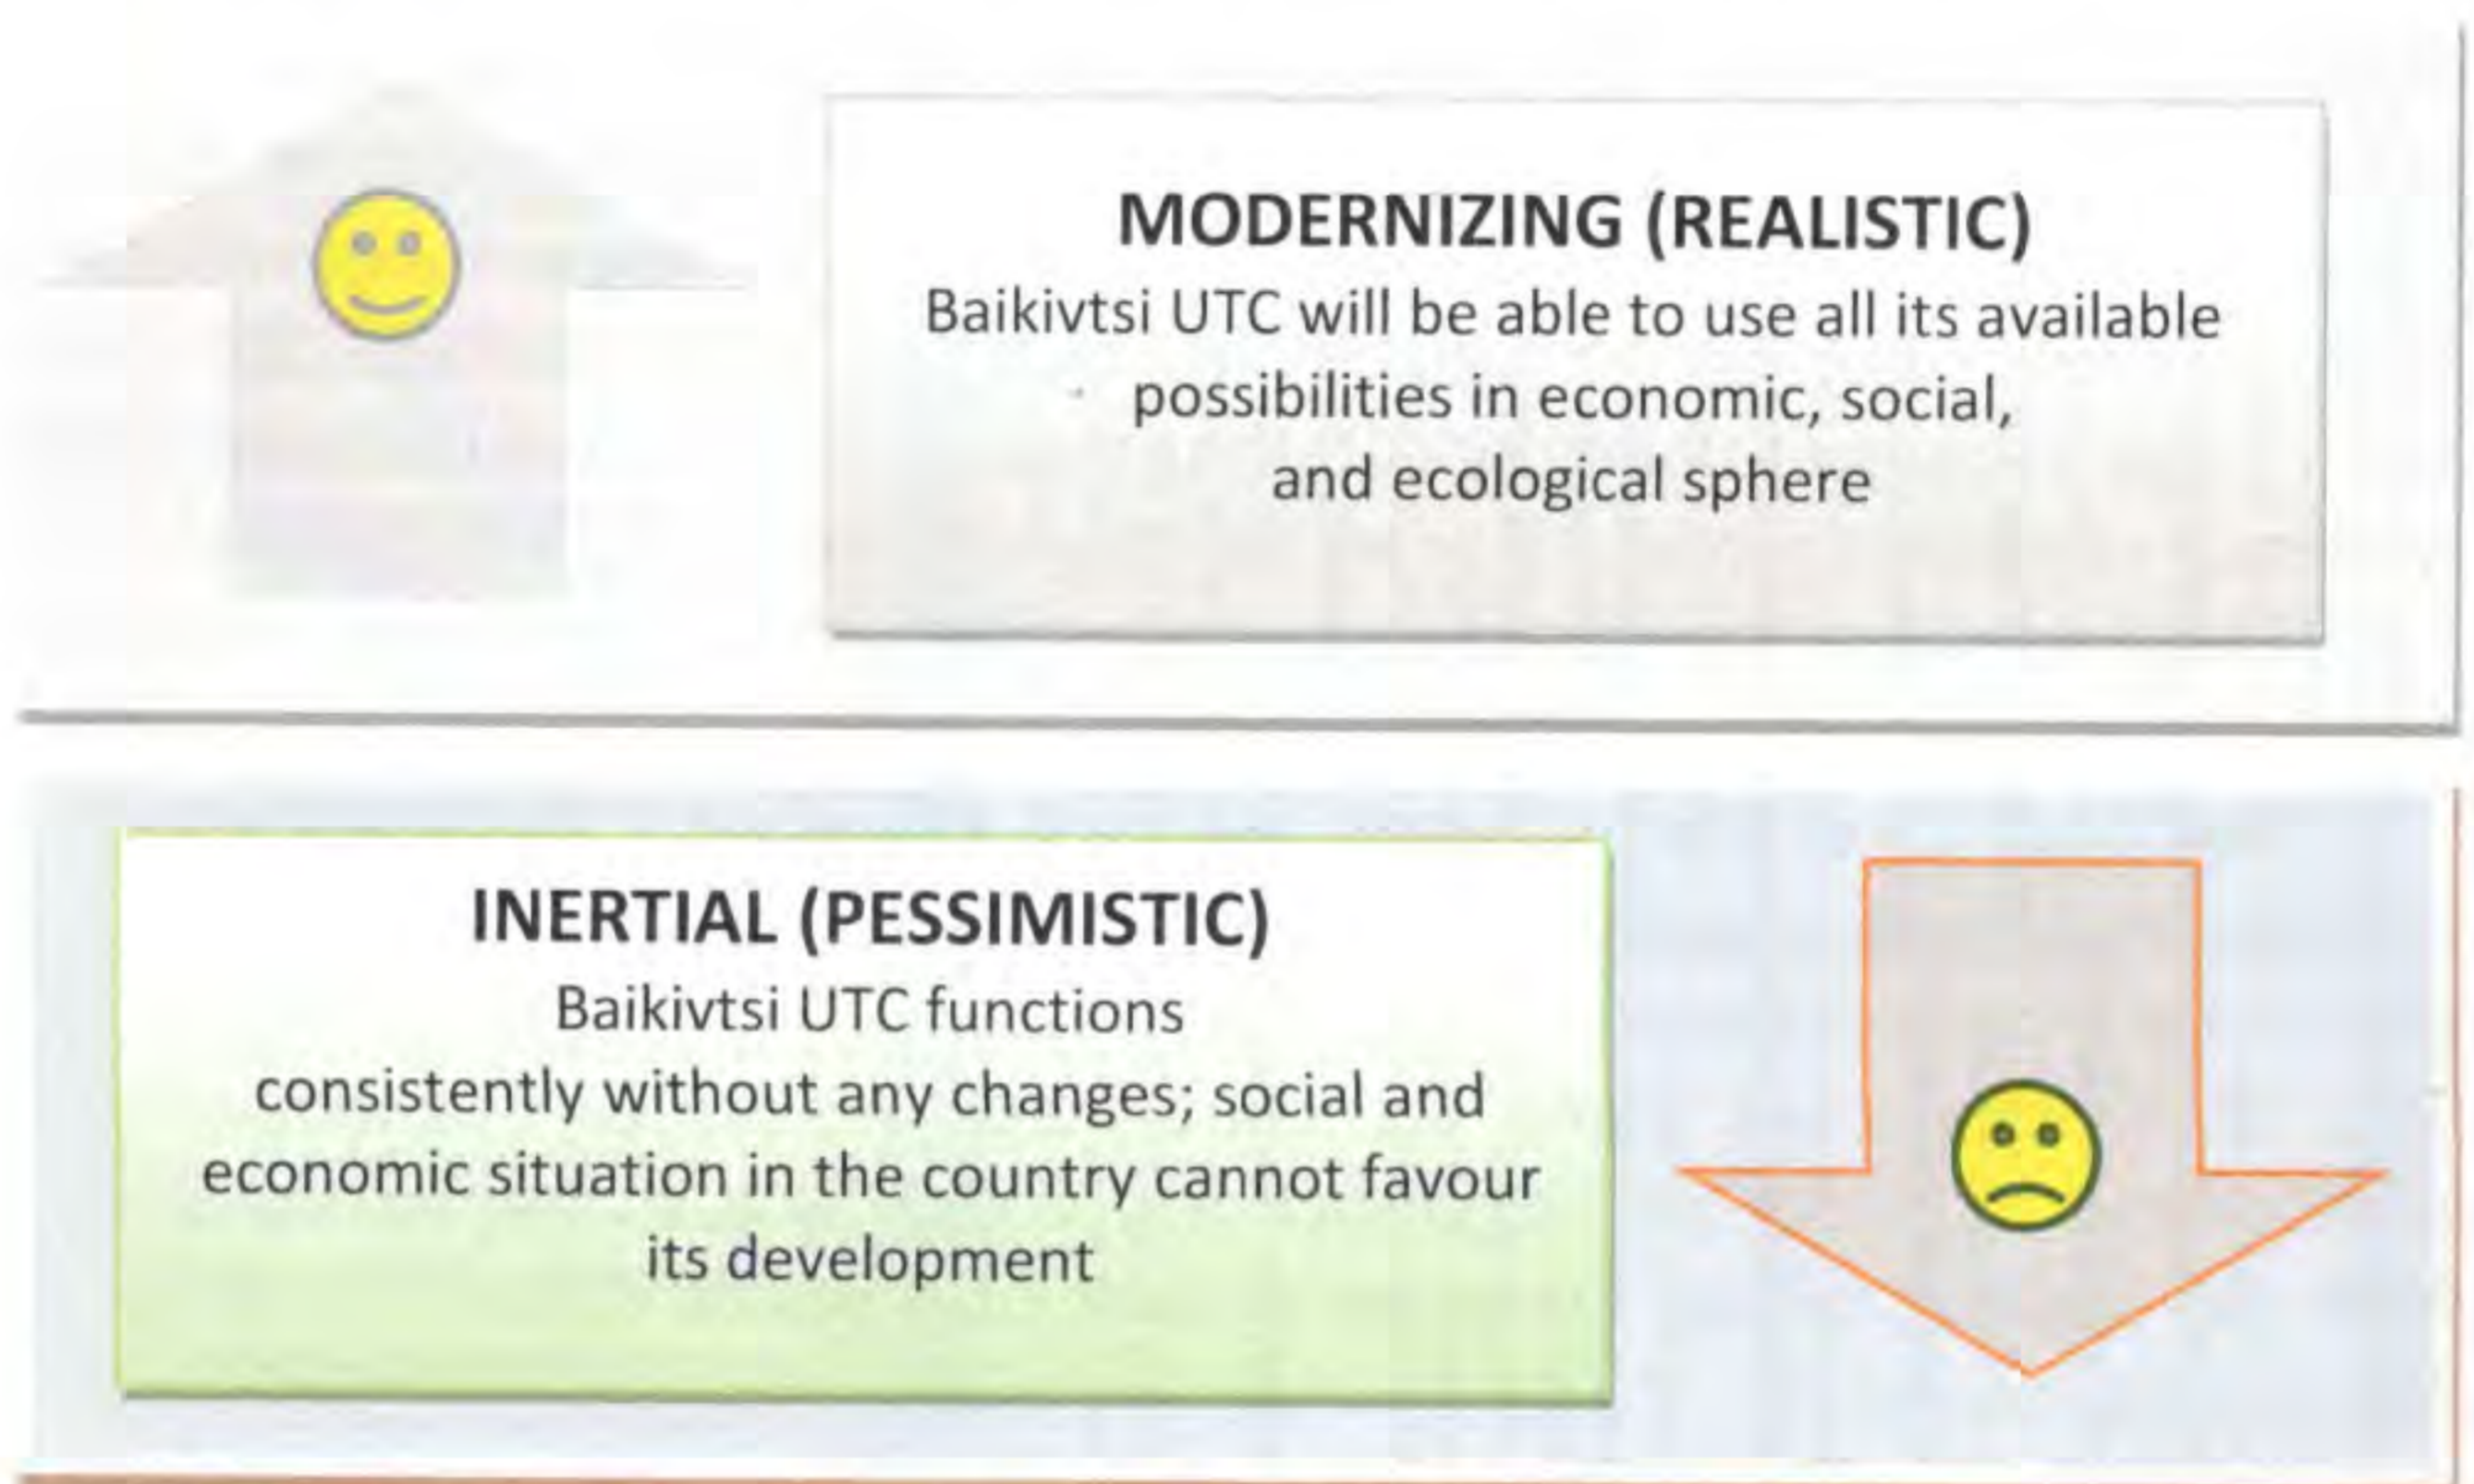 MODERNIZING (REALISTIC)
Baikivtsi UTC will be able to use all its available
possibilities in economic, social,
and ecological sphere
INERTIAL (PESSIMISTIC)
Baikivtsi UTC functions
consistently without any changes; social and
economic situation in the country cannot favour
its development